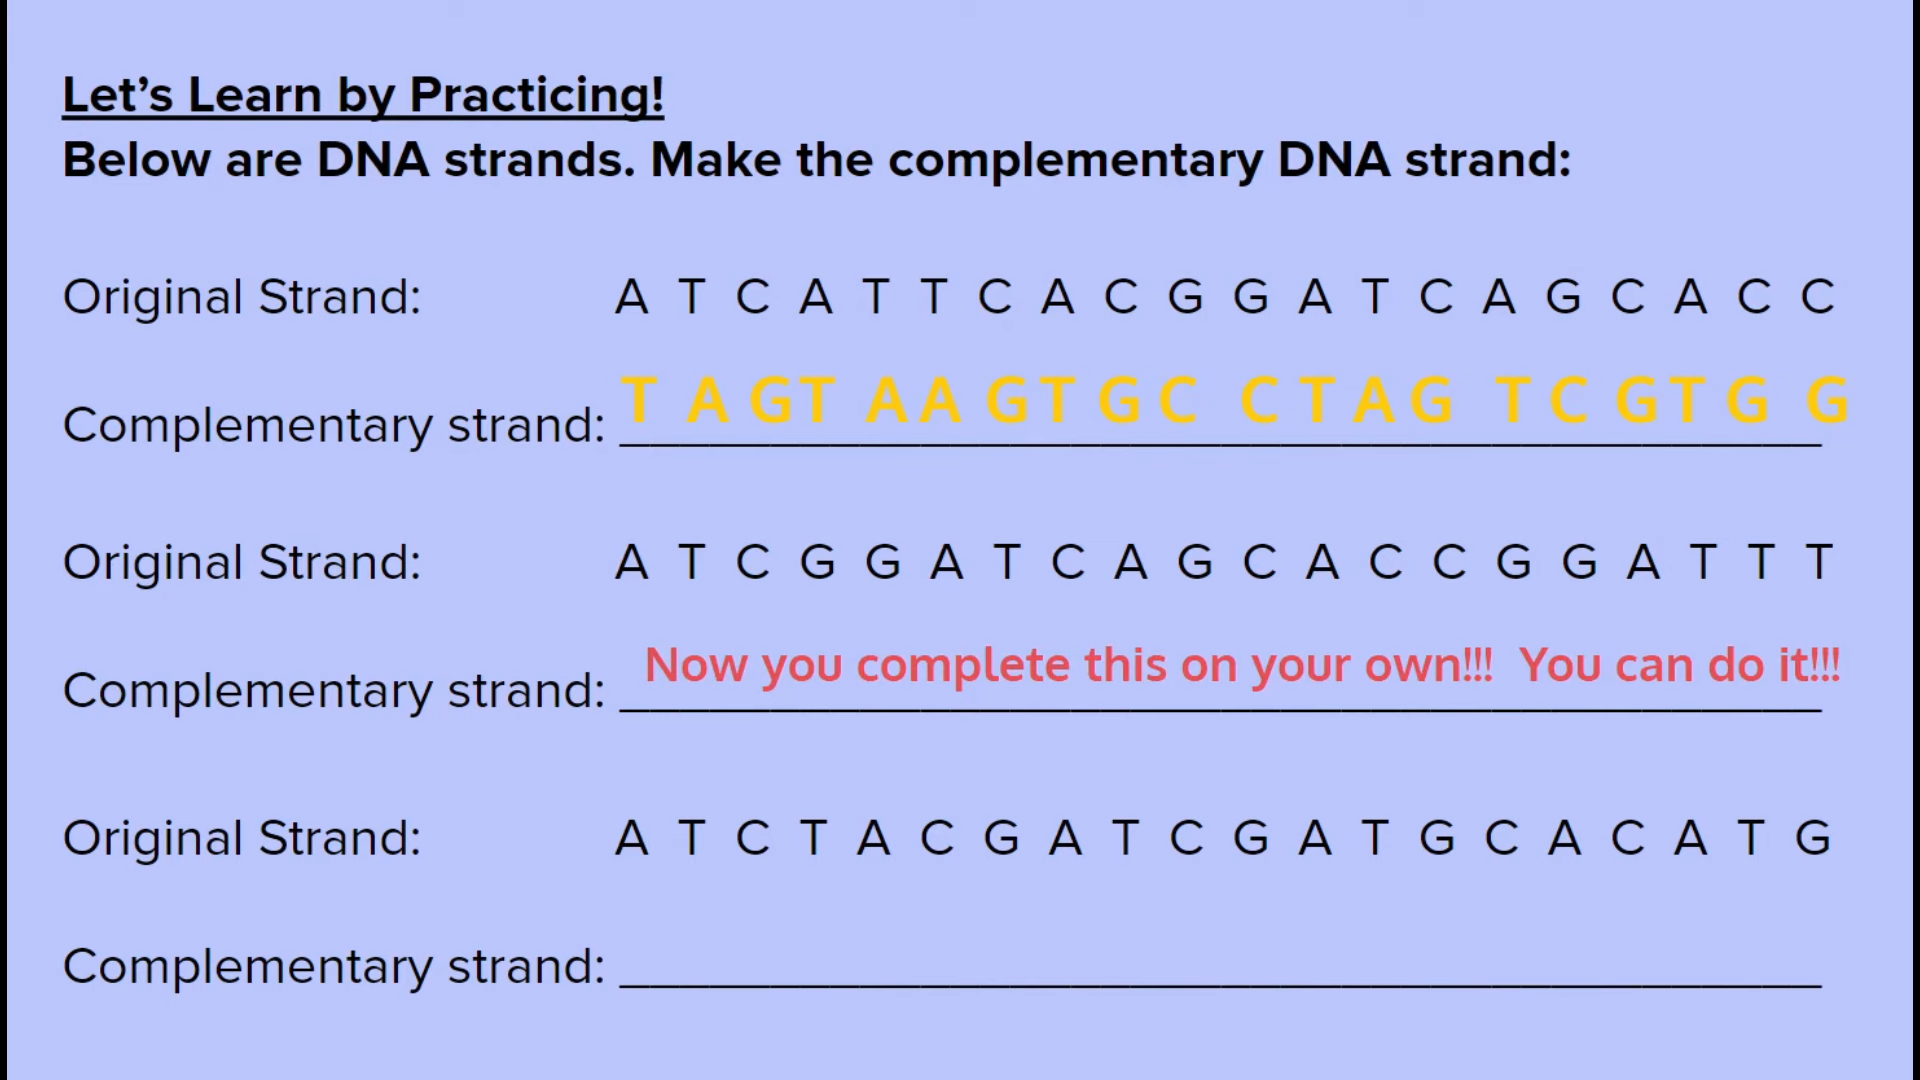 Let’s Learn by Practicing!
Below are DNA strands. Make the complementary DNA strand:
Original Strand: A T C A T T C A C G G A T C A G C A C C
Complementary strand: T A G T A A G T G C C T A G T C G T G G
Original Strand: A T C G G A T C A G C A C C G G A T T T
Complementary strand: Now you complete this on your own!!! You can do it!!!
Original Strand: A T C T A C G A T C G A T G C A C A T G
Complementary strand: ________________________________________